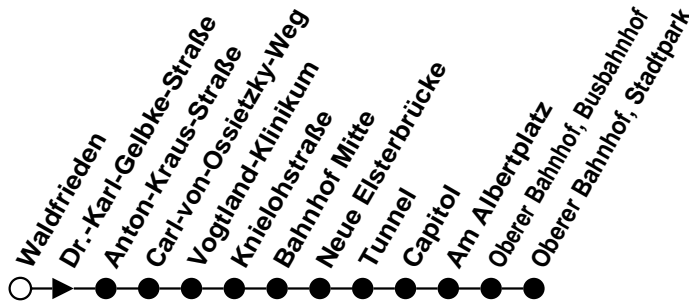 Waldfrieden
Dr.-Karl-Gelbke-Straße
Anton-Kraus-Straße
Carl-von-Ossietzky-Weg
Vogtland-Klinikum
Knielohstraße
Bahnhof Mitte
Neue Elsterbrücke
Tunnel
Capitol
Am Albertplatz
Oberer Bahnhof, Busbahnhof
Oberer Bahnhof, Stadtpark